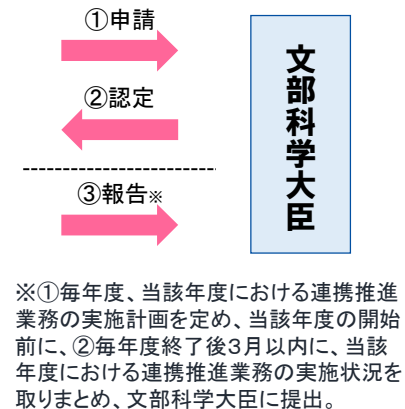 ①申請
②認定
③報告※
文部科学大臣
※①毎年度、当該年度における連携推進
業務の実施計画を定め、当該年度の開始
前に、②毎年度終了後3月以内に、当該
年度における連携推進業務の実施状況を
取りまとめ、文部科学大臣に提出。